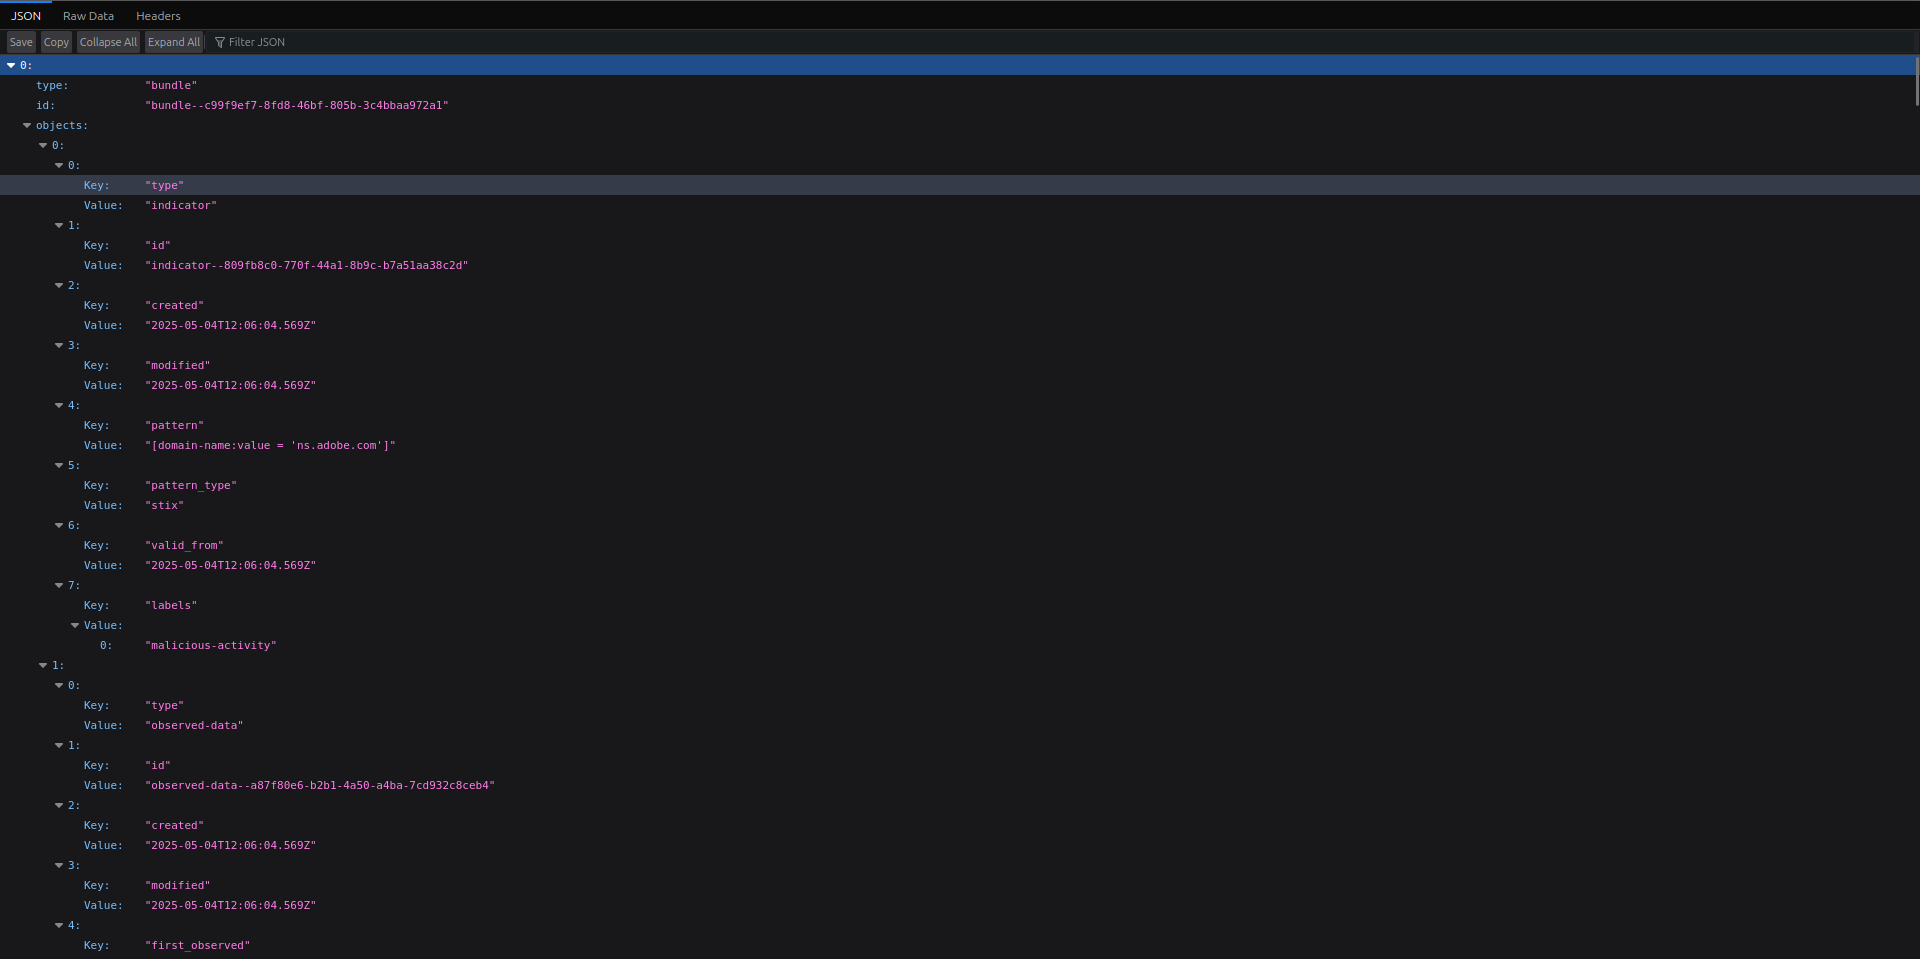 JSON Raw Data Headers
Save Copy Collapse All Expand All Filter JSON
0:
type: "bundle"
id: "bundle--c99f9ef7-8fd8-46bf-805b-3c4bbaa972a1"
objects:
0:
0:
Key: "type"
Value: "indicator"
1:
Key: "id"
Value: "indicator--809fb8c0-770f-44a1-8b9c-b7a51aa38c2d"
2:
Key: "created"
Value: "2025-05-04T12:06:04.569Z"
3:
Key: "modified"
Value: "2025-05-04T12:06:04.569Z"
4:
Key: "pattern"
Value: "[domain-name:value = 'ns.adobe.com']"
5:
Key: "pattern_type"
Value: "stix"
6:
Key: "valid_from"
Value: "2025-05-04T12:06:04.569Z"
7:
Key: "labels"
Value:
0: "malicious-activity"
1:
0:
Key: "type"
Value: "observed-data"
1:
Key: "id"
Value: "observed-data--a87f80e6-b2b1-4a50-a4ba-7cd932c8ceb4"
2:
Key: "created"
Value: "2025-05-04T12:06:04.569Z"
3:
Key: "modified"
Value: "2025-05-04T12:06:04.569Z"
4:
Key: "first_observed"